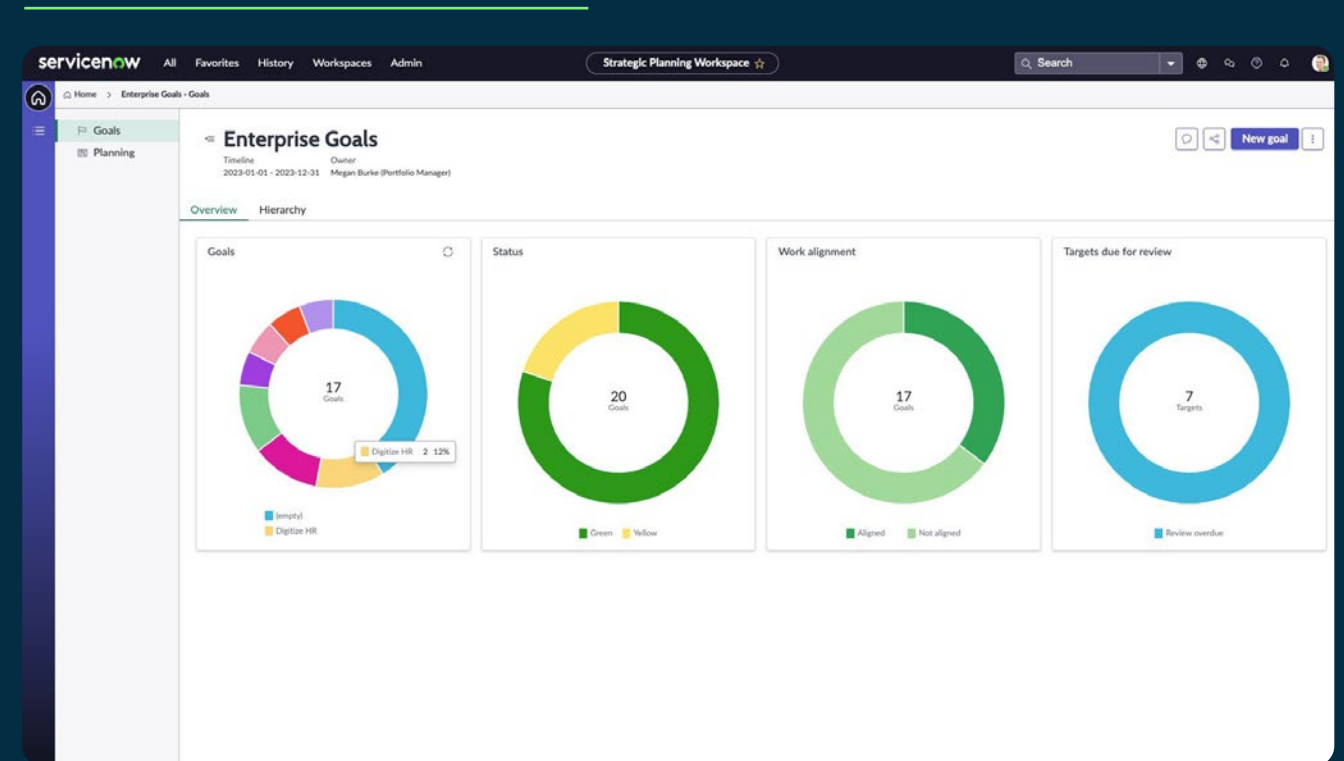 servicenow All Favorites History Workspaces Admin Strategic Planning Workspace Search
Home > Enterprise Goals - Goals
Goals
Planning
Enterprise Goals
New goal
Timeline Owner
2023-01-01 - 2023-12-31 Megan Burke (Portfolio Manager)
Overview Hierarchy
Goals
17
Goals
Digitize HR 2 12%
(empty)
Digitize HR
Status
20
Goals
Green Yellow
Work alignment
17
Goals
Aligned Not aligned
Targets due for review
7
Targets
Review overdue